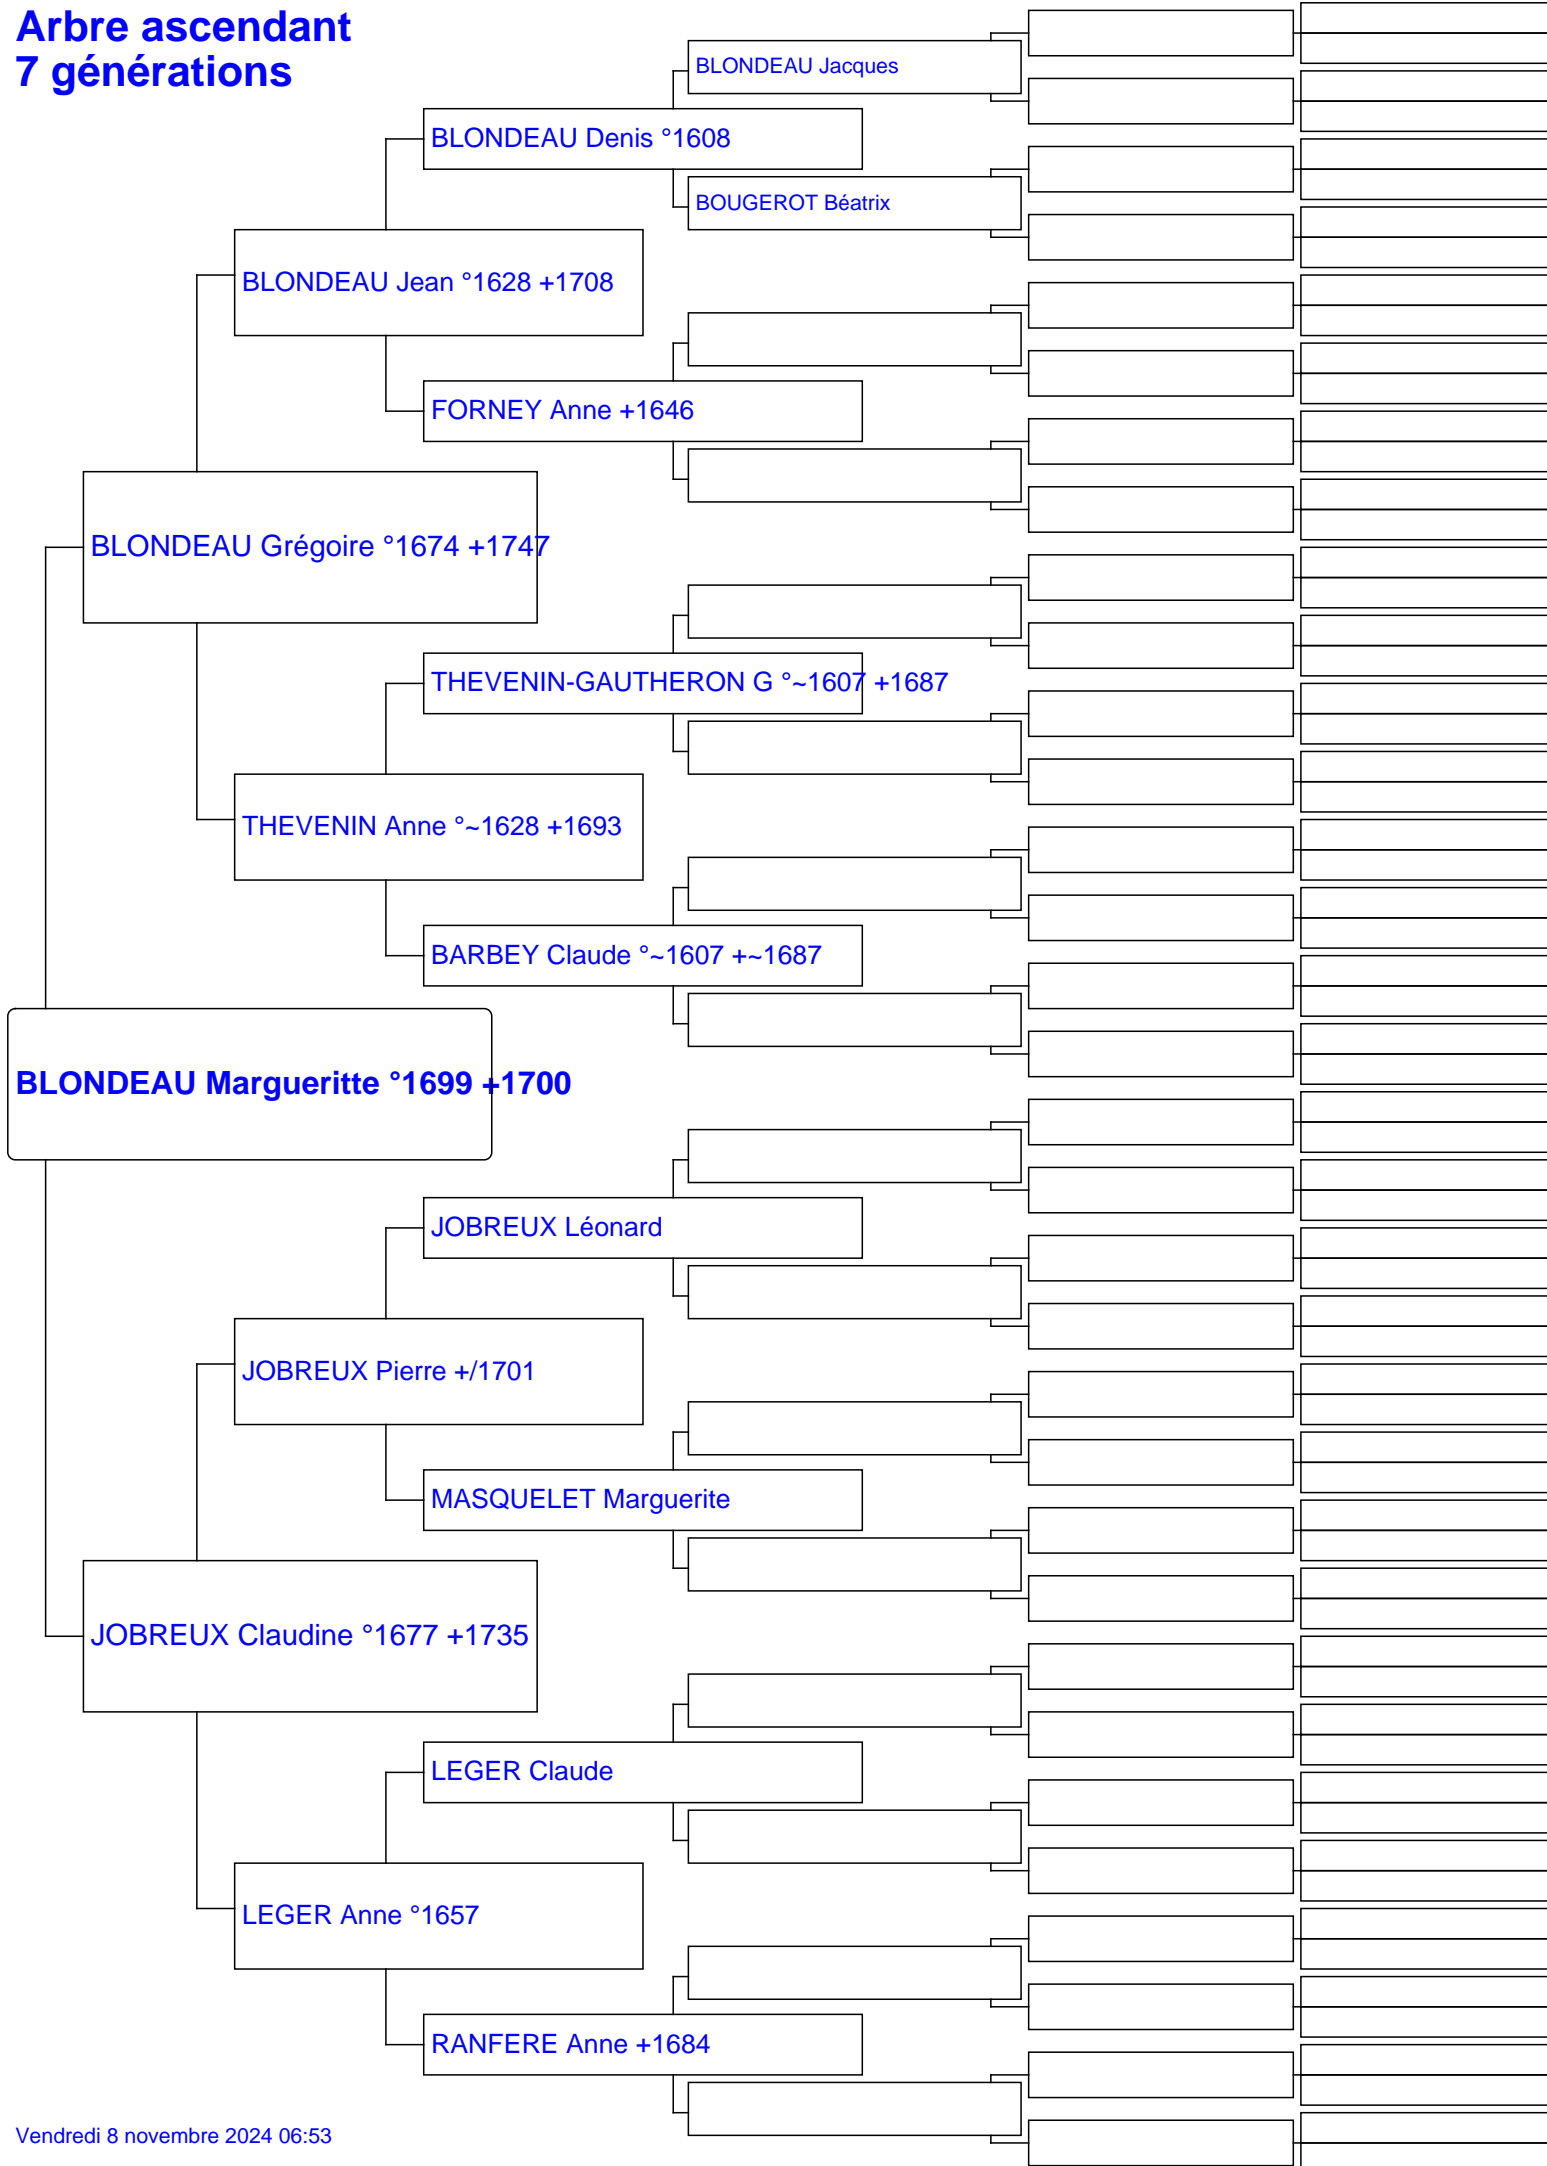 Arbre ascendant
7 générations
BLONDEAU Jacques
BLONDEAU Denis °1608
BOUGEROT Béatrix
BLONDEAU Jean °1628 +1708
FORNEY Anne +1646
BLONDEAU Grégoire °1674 +1747
THEVENIN-GAUTHERON G °~1607 +1687
THEVENIN Anne °~1628 +1693
BARBEY Claude °~1607 +~1687
BLONDEAU Margueritte °1699 +1700
JOBREUX Léonard
JOBREUX Pierre +/1701
MASQUELET Marguerite
JOBREUX Claudine °1677 +1735
LEGER Claude
LEGER Anne °1657
RANFERE Anne +1684
Vendredi 8 novembre 2024 06:53